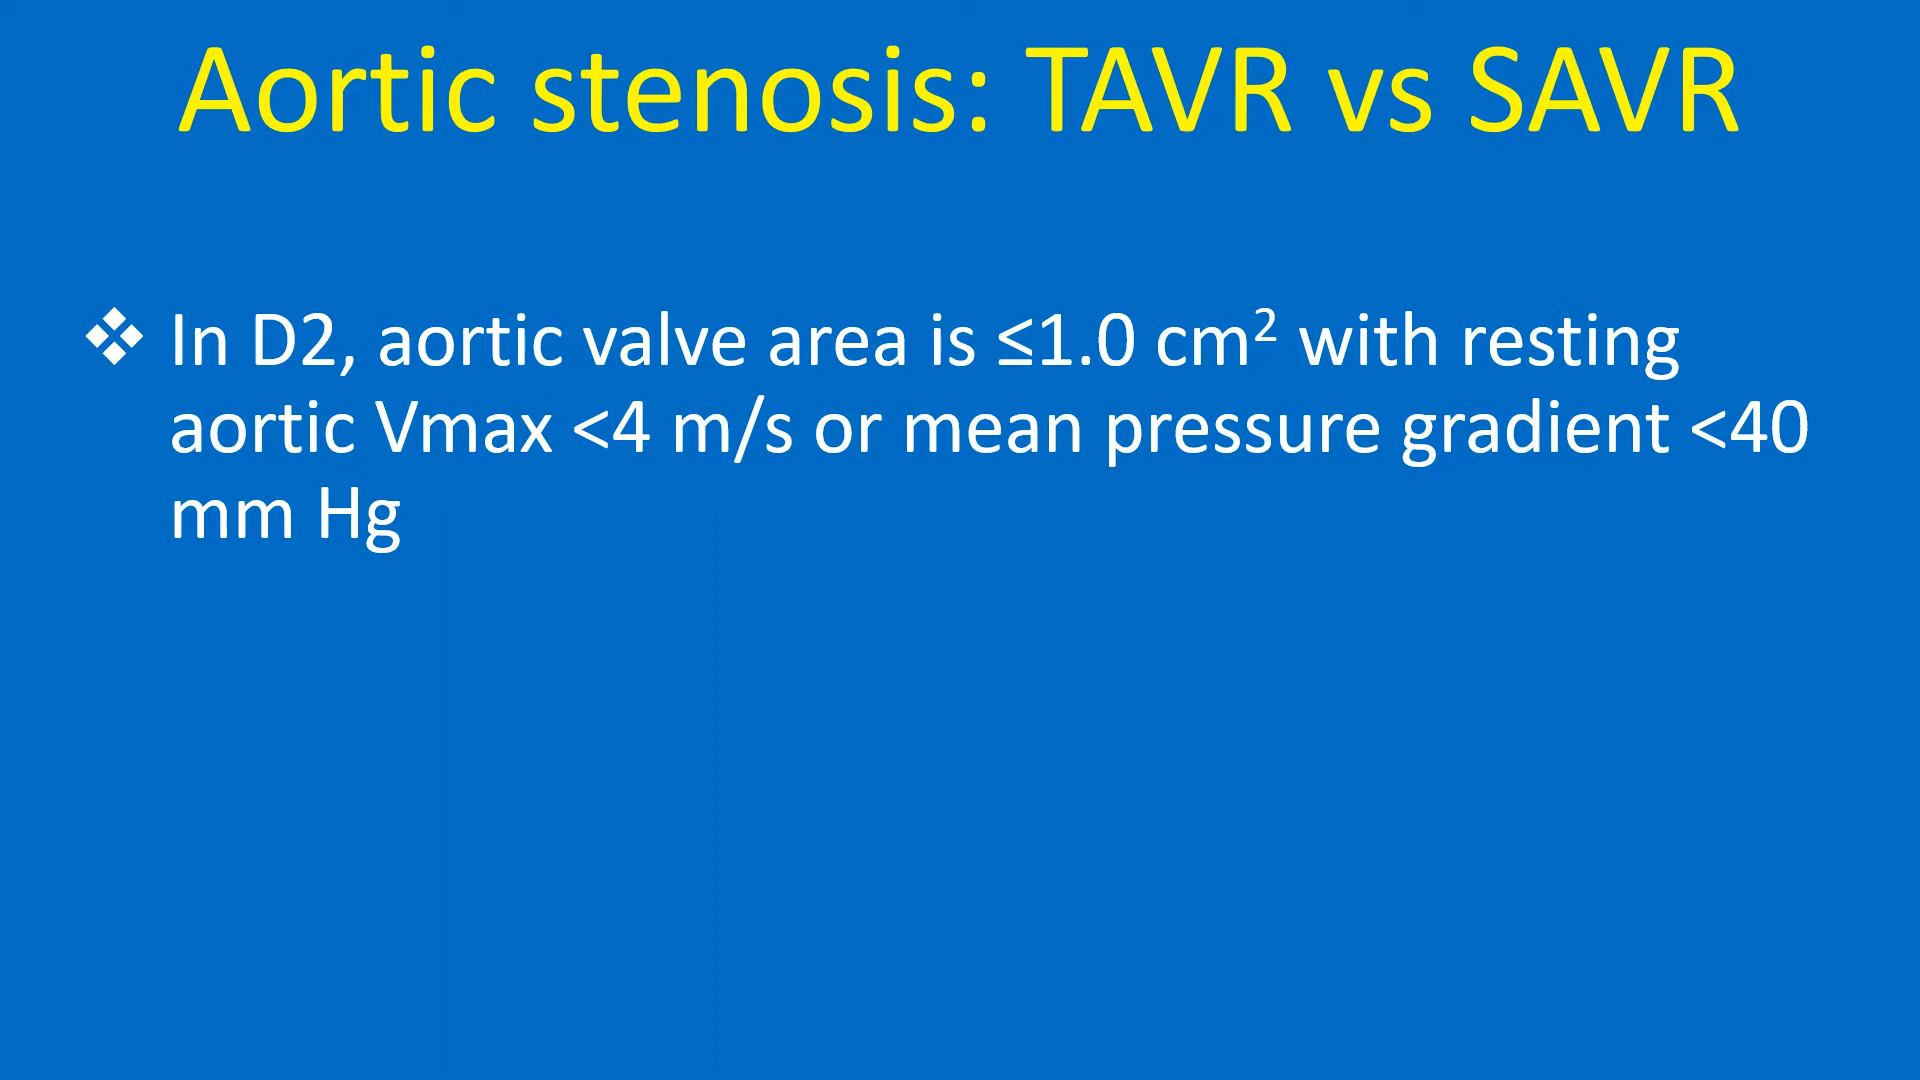 Aortic stenosis: TAVR vs SAVR
❖ In D2, aortic valve area is ≤1.0 cm² with resting
aortic Vmax <4 m/s or mean pressure gradient <40
mm Hg